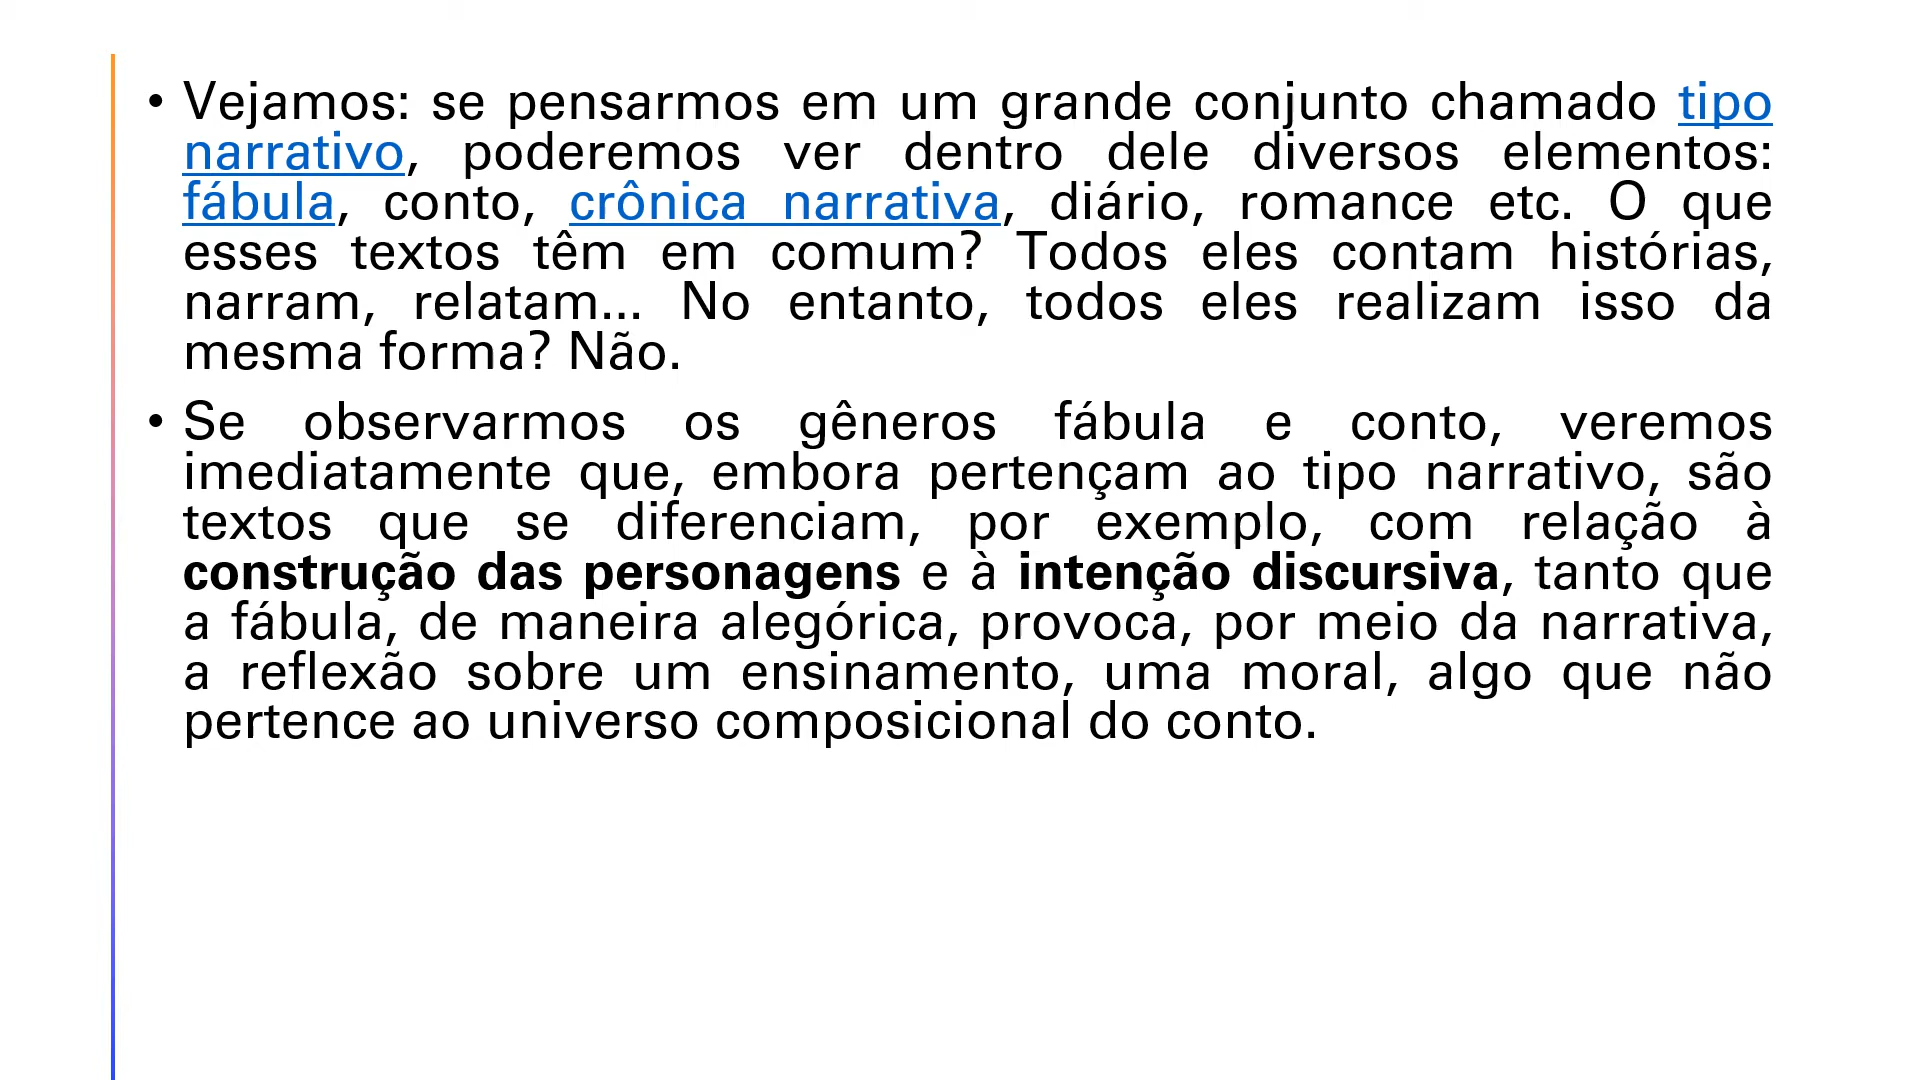 • Vejamos: se pensarmos em um grande conjunto chamado tipo
narrativo, poderemos ver dentro dele diversos elementos:
fábula, conto, crônica narrativa, diário, romance etc. O que
esses textos têm em comum? Todos eles contam histórias,
narram, relatam... No entanto, todos eles realizam isso da
mesma forma? Não.
• Se observarmos os gêneros fábula e conto, veremos
imediatamente que, embora pertençam ao tipo narrativo, são
textos que se diferenciam, por exemplo, com relação à
construção das personagens e à intenção discursiva, tanto que
a fábula, de maneira alegórica, provoca, por meio da narrativa,
a reflexão sobre um ensinamento, uma moral, algo que não
pertence ao universo composicional do conto.